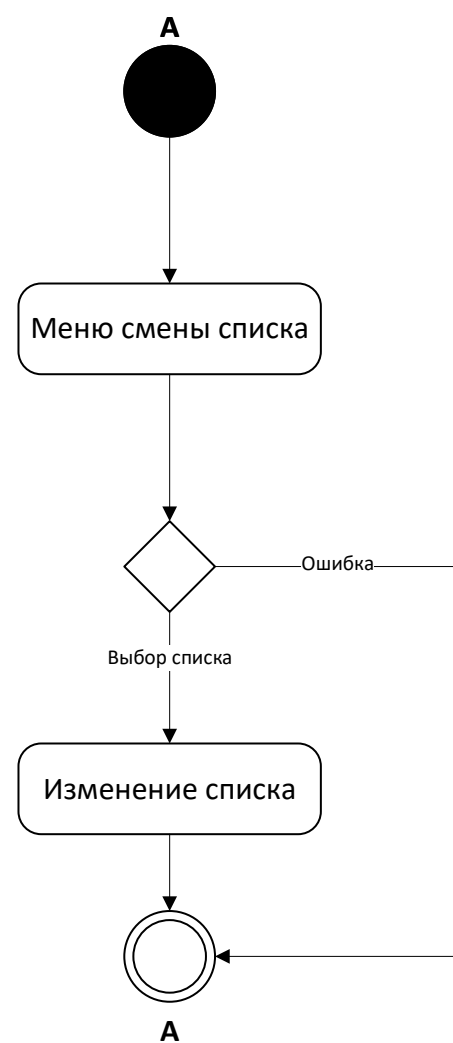 А
Меню смены списка
Ошибка
Выбор списка
Изменение списка
А